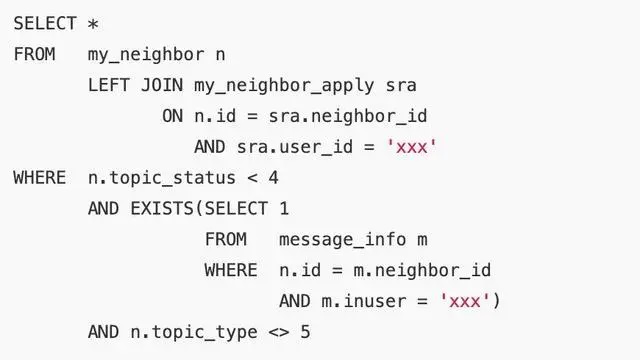 SELECT *
FROM   my_neighbor n
       LEFT JOIN my_neighbor_apply sra
              ON n.id = sra.neighbor_id
                 AND sra.user_id = 'xxx'
WHERE  n.topic_status < 4
       AND EXISTS(SELECT 1
                  FROM   message_info m
                  WHERE  n.id = m.neighbor_id
                         AND m.inuser = 'xxx')
       AND n.topic_type <> 5